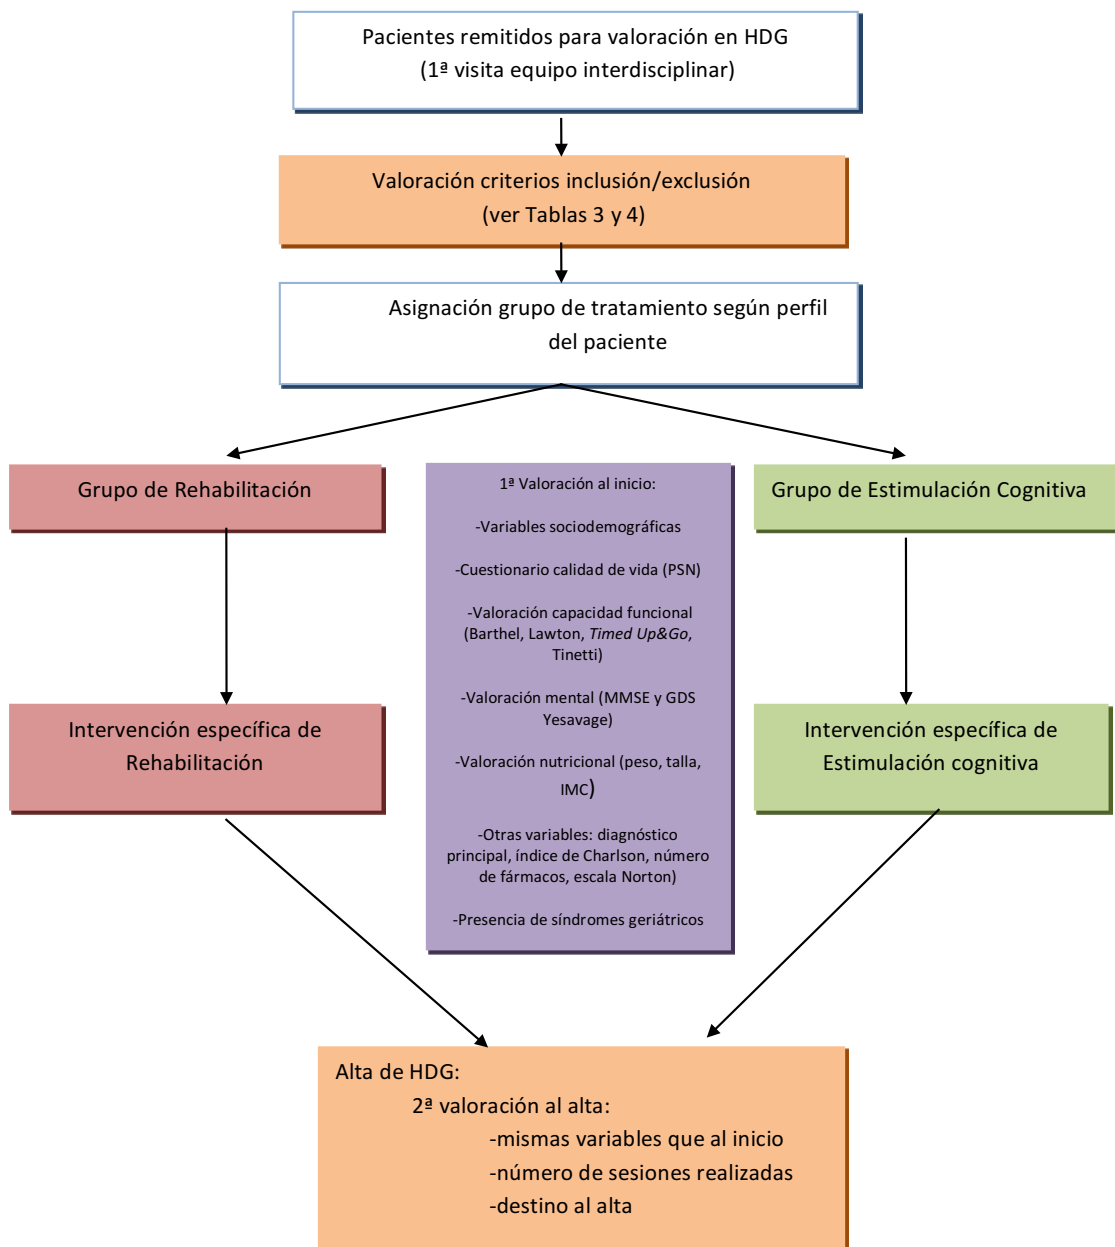 Pacientes remitidos para valoración en HDG
(1ª visita equipo interdisciplinar)
Valoración criterios inclusión/exclusión
(ver Tablas 3 y 4)
Asignación grupo de tratamiento según perfil
del paciente
Grupo de Rehabilitación
1ª Valoración al inicio:
-Variables sociodemográficas
-Cuestionario calidad de vida (PSN)
-Valoración capacidad funcional
(Barthel, Lawton, Timed Up&Go,
Tinetti)
-Valoración mental (MMSE y GDS
Yesavage)
-Valoración nutricional (peso, talla,
IMC)
-Otras variables: diagnóstico
principal, índice de Charlson, número
de fármacos, escala Norton)
-Presencia de síndromes geriátricos
Grupo de Estimulación Cognitiva
Intervención específica de
Rehabilitación
Intervención específica de
Estimulación cognitiva
Alta de HDG:
2ª valoración al alta:
-mismas variables que al inicio
-número de sesiones realizadas
-destino al alta